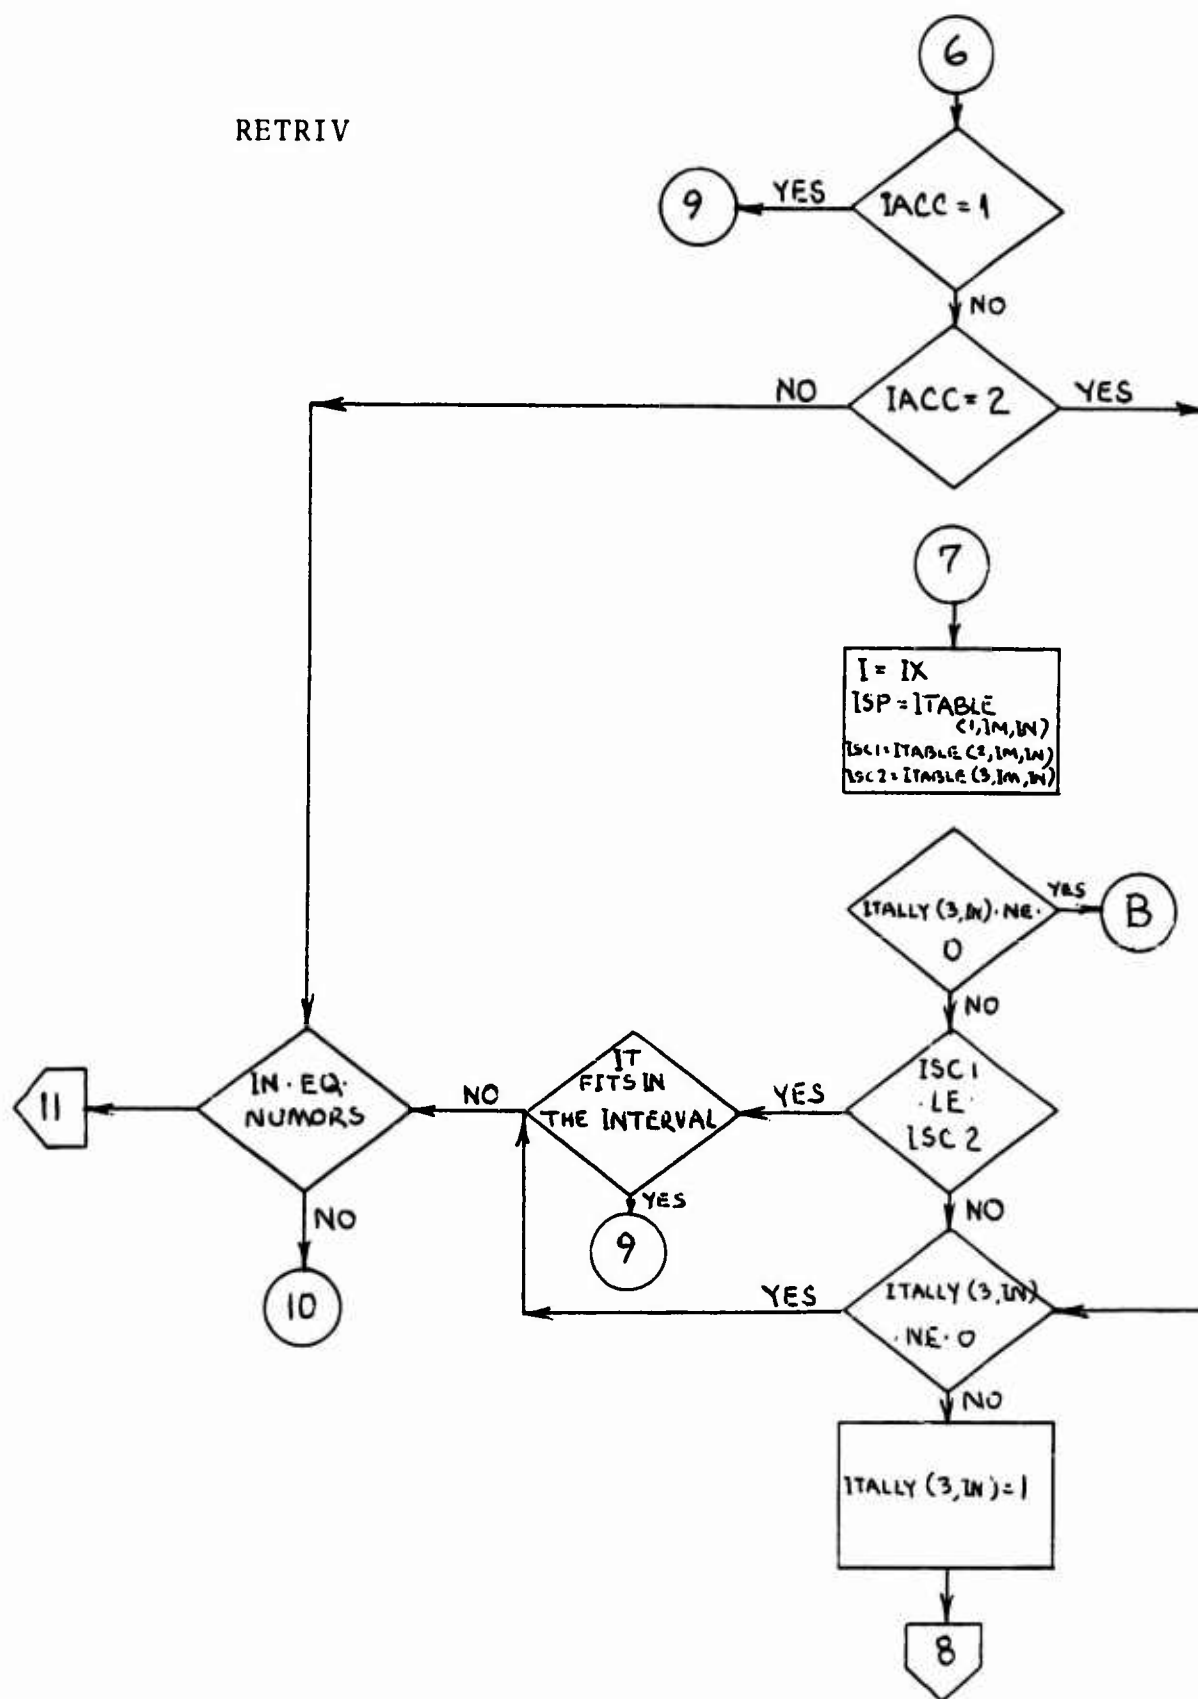 6
RETRIV
9
YES
IACC = 1
NO
NO
IACC = 2
YES
7
I = IX
ISP = ITABLE
(1,IM,IN)
ISC1=ITABLE(2,IM,IN)
ISC2=ITABLE(3,IM,IN)
ITALLY(3,IN).NE.
0
YES
B
NO
11
IN.EQ.
NUMORS
NO
IT
FITS IN
THE INTERVAL
YES
ISC1
.LE.
ISC2
NO
10
YES
9
NO
YES
ITALLY(3,IN)
.NE.0
NO
ITALLY(3,IN)=1
8